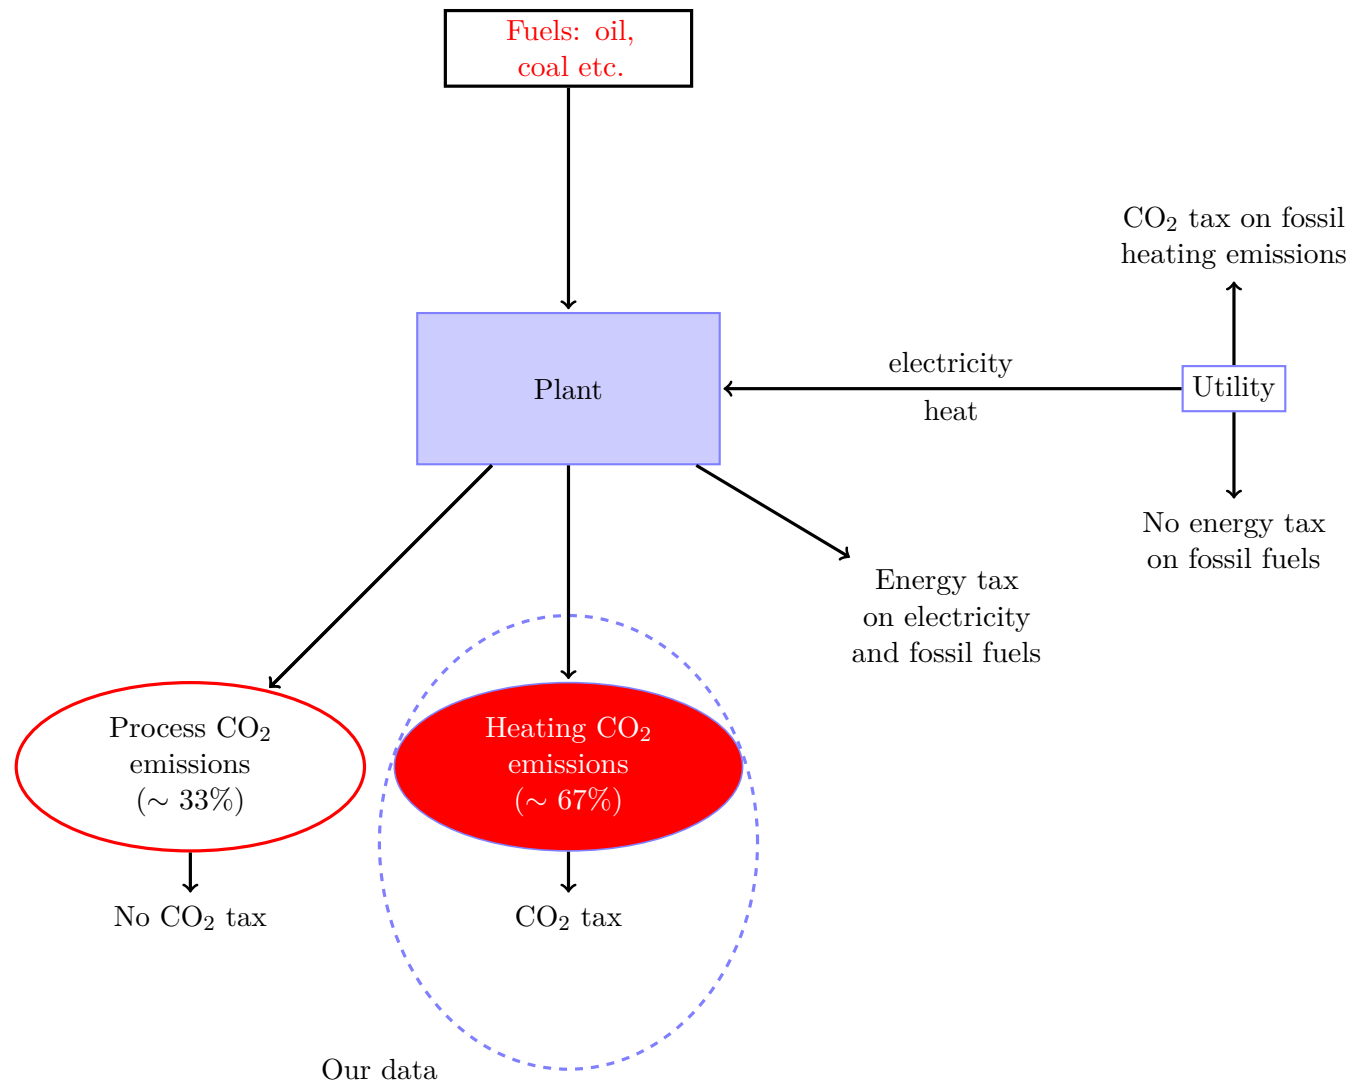 Fuels: oil,
coal etc.
CO₂ tax on fossil
heating emissions
electricity
Plant
Utility
heat
No energy tax
on fossil fuels
Energy tax
on electricity
and fossil fuels
Process CO₂
emissions
(∼ 33%)
Heating CO₂
emissions
(∼ 67%)
No CO₂ tax
CO₂ tax
Our data